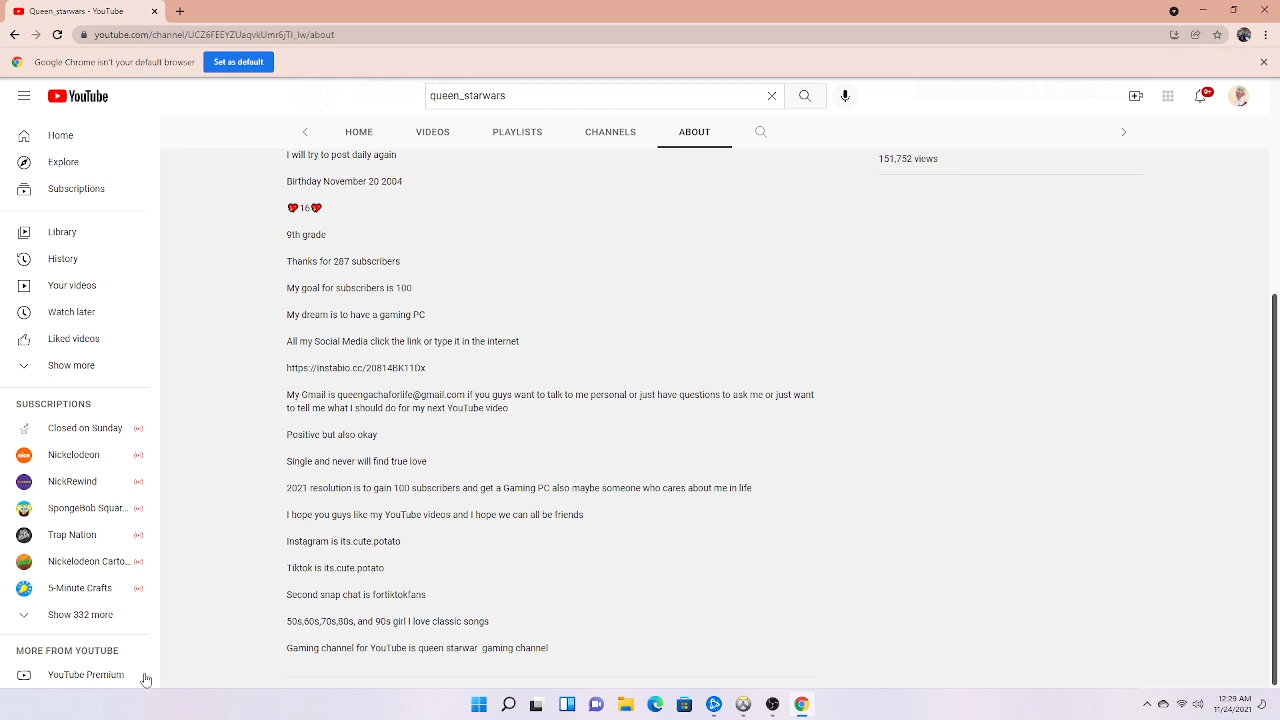 Queen_starwars - YouTube
youtube.com/channel/UCZ6FEEYZUaqvkUmr6jTI_Iw/about
Google Chrome isn't your default browser
Set as default
YouTube
queen_starwars
9+
HOME
VIDEOS
PLAYLISTS
CHANNELS
ABOUT
Home
Explore
Subscriptions
Library
History
Your videos
Watch later
Liked videos
Show more
SUBSCRIPTIONS
Closed on Sunday
Nickelodeon
NickRewind
SpongeBob Squar...
Trap Nation
Nickelodeon Carto...
5-Minute Crafts
Show 332 more
MORE FROM YOUTUBE
YouTube Premium
I will try to post daily again
Birthday November 20 2004
💖16💖
9th grade
Thanks for 287 subscribers
My goal for subscribers is 100
My dream is to have a gaming PC
All my Social Media click the link or type it in the internet
https://instabio.cc/20814BK11Dx
My Gmail is queengachaforlife@gmail.com if you guys want to talk to me personal or just have questions to ask me or just want
to tell me what I should do for my next YouTube video
Positive but also okay
Single and never will find true love
2021 resolution is to gain 100 subscribers and get a Gaming PC also maybe someone who cares about me in life
I hope you guys like my YouTube videos and I hope we can all be friends
Instagram is its.cute.potato
Tiktok is its.cute.potato
Second snap chat is fortiktokfans
50s,60s,70s,80s, and 90s girl I love classic songs
Gaming channel for YouTube is queen starwar  gaming channel
151,752 views
12:29 AM
11/24/2021